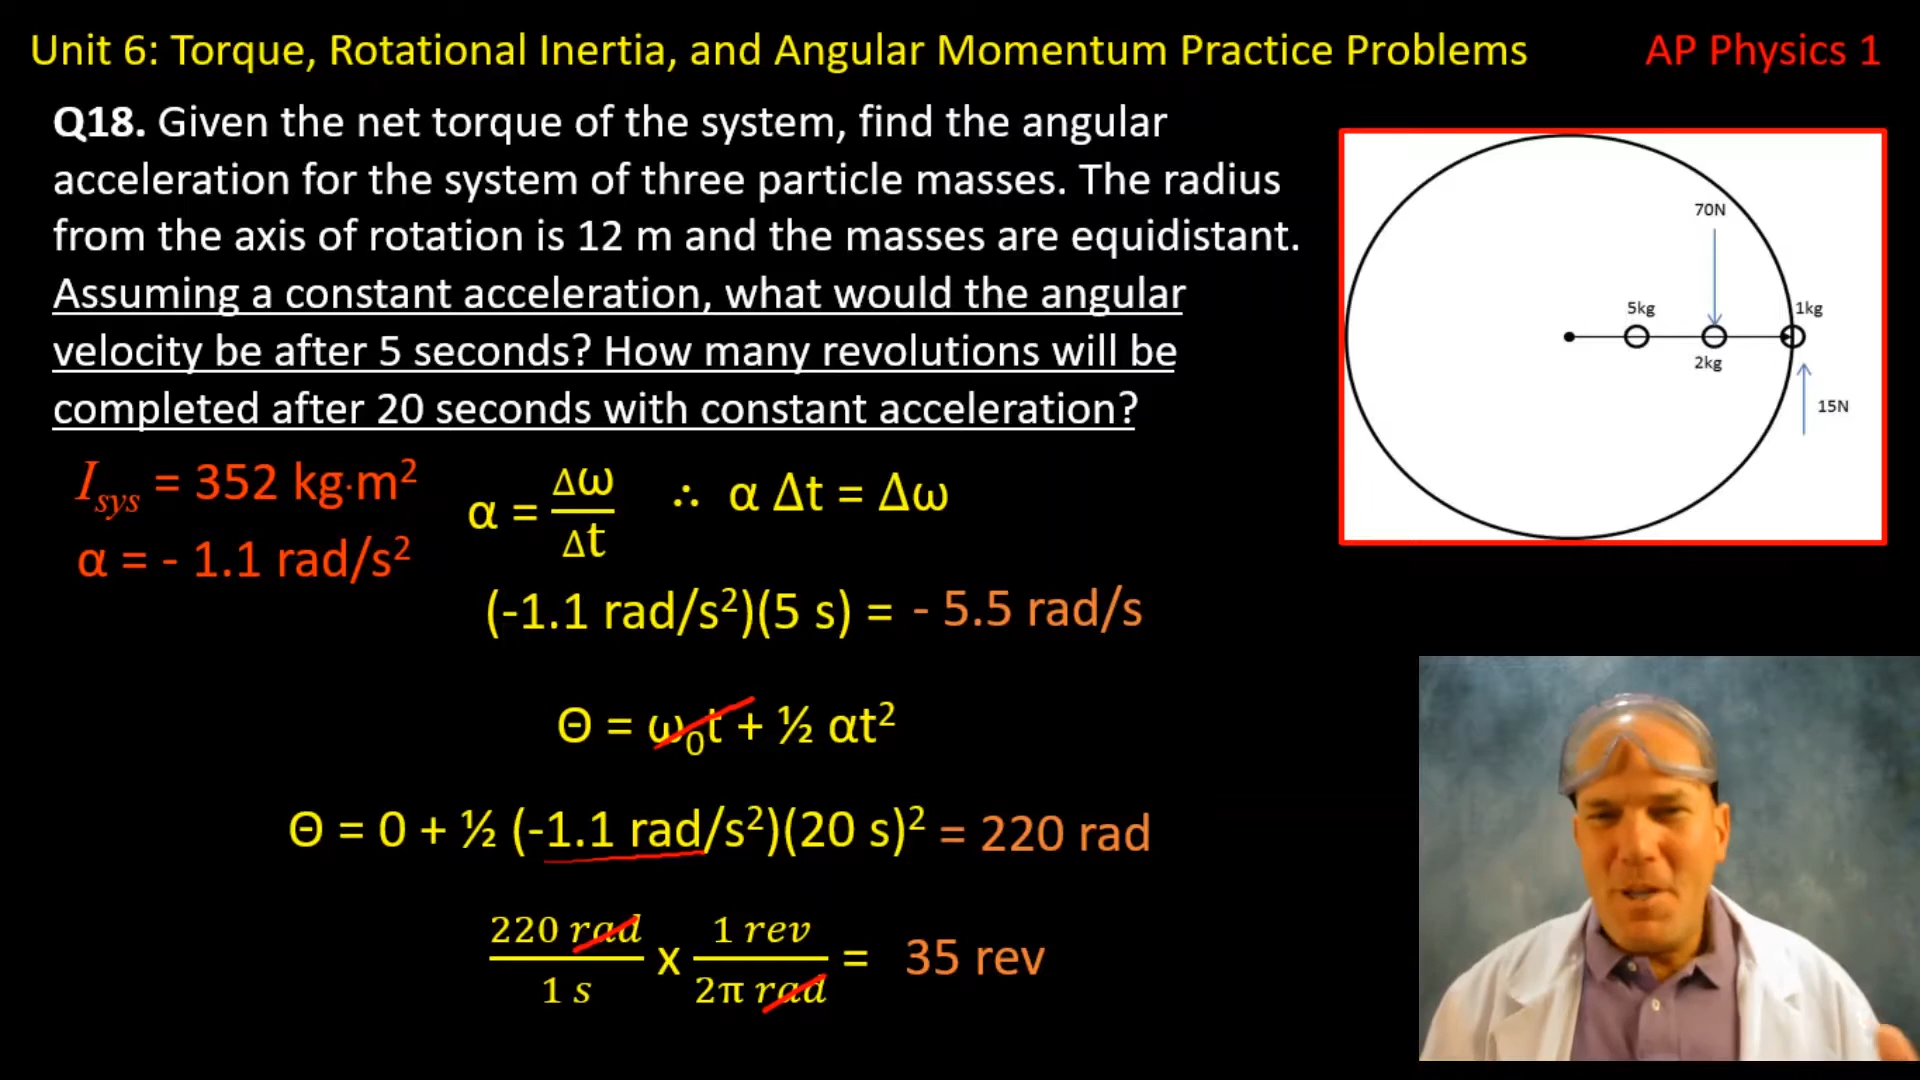 Unit 6: Torque, Rotational Inertia, and Angular Momentum Practice Problems AP Physics 1
Q18. Given the net torque of the system, find the angular
acceleration for the system of three particle masses. The radius
from the axis of rotation is 12 m and the masses are equidistant.
Assuming a constant acceleration, what would the angular
velocity be after 5 seconds? How many revolutions will be
completed after 20 seconds with constant acceleration?
70N
5kg
1kg
2kg
15N
I_sys = 352 kg·m²
α = - 1.1 rad/s²
α = Δω/Δt ∴ α Δt = Δω
(-1.1 rad/s²)(5 s) = - 5.5 rad/s
Θ = ω₀t + ½ αt²
Θ = 0 + ½ (-1.1 rad/s²)(20 s)² = 220 rad
220 rad/1 s x 1 rev/2π rad = 35 rev